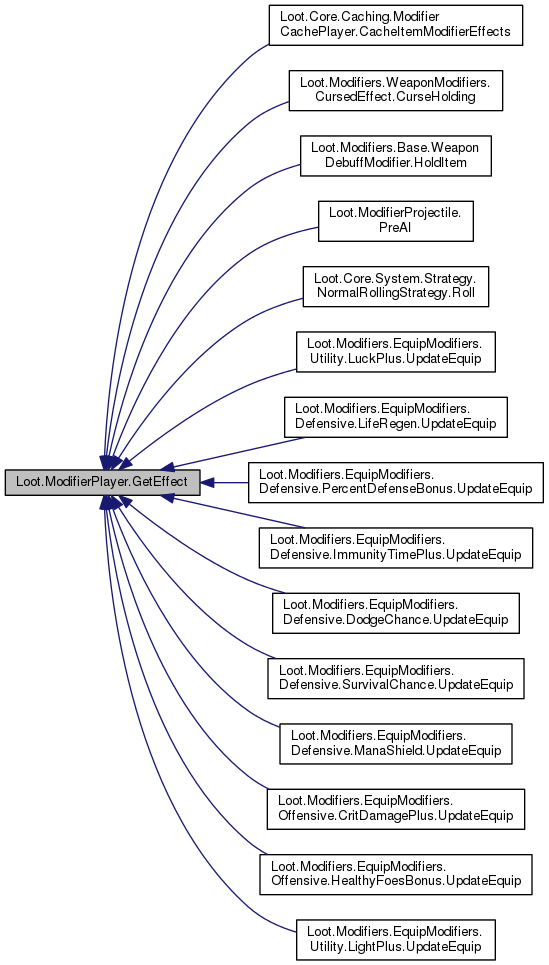 Loot.Core.Caching.Modifier
CachePlayer.CacheItemModifierEffects
Loot.Modifiers.WeaponModifiers.
CursedEffect.CurseHolding
Loot.Modifiers.Base.Weapon
DebuffModifier.HoldItem
Loot.ModifierProjectile.
PreAI
Loot.Core.System.Strategy.
NormalRollingStrategy.Roll
Loot.Modifiers.EquipModifiers.
Utility.LuckPlus.UpdateEquip
Loot.Modifiers.EquipModifiers.
Defensive.LifeRegen.UpdateEquip
Loot.ModifierPlayer.GetEffect
Loot.Modifiers.EquipModifiers.
Defensive.PercentDefenseBonus.UpdateEquip
Loot.Modifiers.EquipModifiers.
Defensive.ImmunityTimePlus.UpdateEquip
Loot.Modifiers.EquipModifiers.
Defensive.DodgeChance.UpdateEquip
Loot.Modifiers.EquipModifiers.
Defensive.SurvivalChance.UpdateEquip
Loot.Modifiers.EquipModifiers.
Defensive.ManaShield.UpdateEquip
Loot.Modifiers.EquipModifiers.
Offensive.CritDamagePlus.UpdateEquip
Loot.Modifiers.EquipModifiers.
Offensive.HealthyFoesBonus.UpdateEquip
Loot.Modifiers.EquipModifiers.
Utility.LightPlus.UpdateEquip